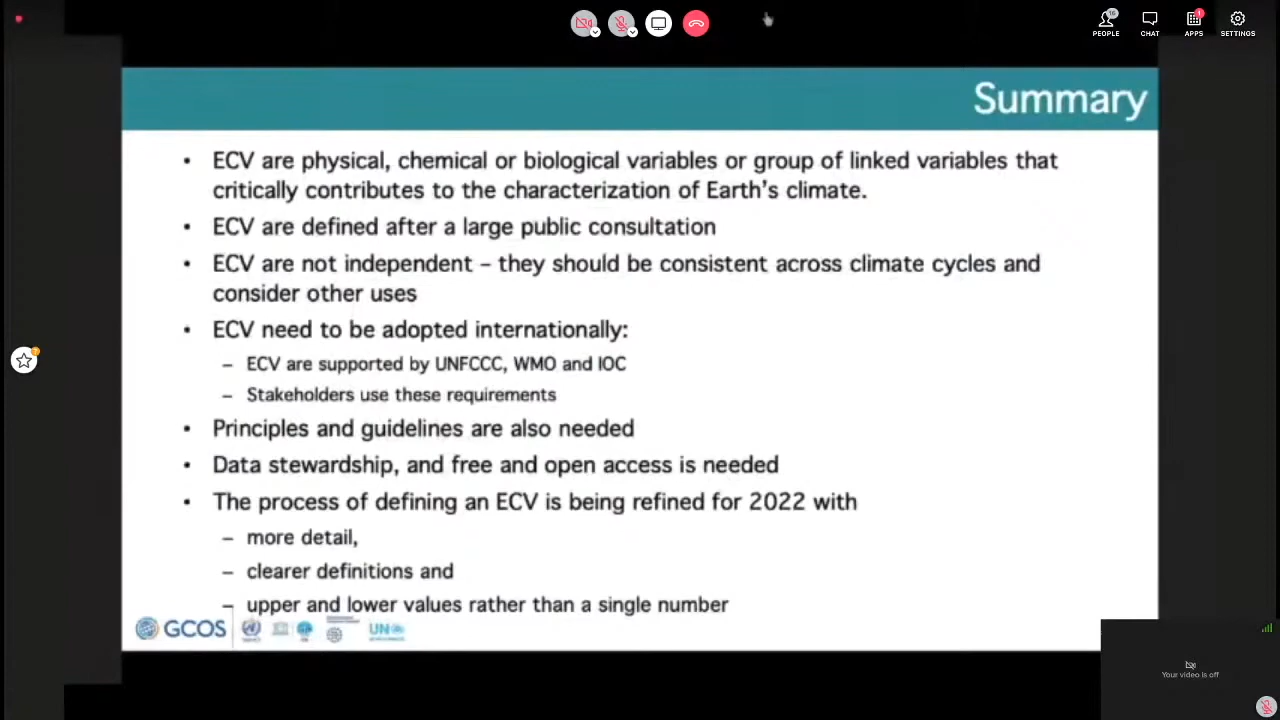 16
1
PEOPLE
CHAT
APPS
SETTINGS
Summary
• ECV are physical, chemical or biological variables or group of linked variables that
critically contributes to the characterization of Earth's climate.
• ECV are defined after a large public consultation
• ECV are not independent – they should be consistent across climate cycles and
consider other uses
• ECV need to be adopted internationally:
– ECV are supported by UNFCCC, WMO and IOC
– Stakeholders use these requirements
• Principles and guidelines are also needed
• Data stewardship, and free and open access is needed
• The process of defining an ECV is being refined for 2022 with
– more detail,
– clearer definitions and
– upper and lower values rather than a single number
GCOS
UN
Your video is off